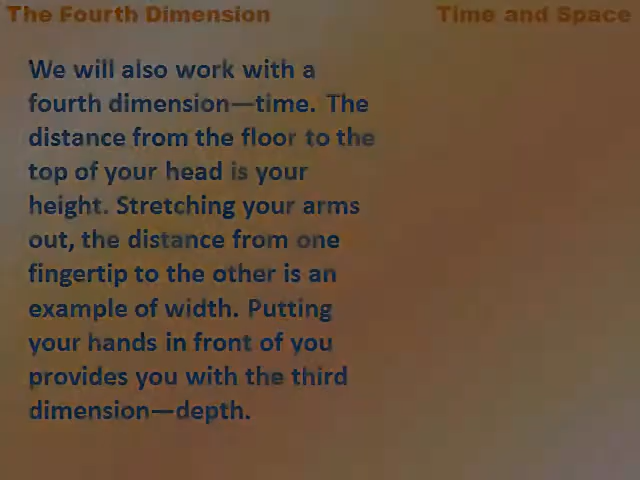 The Fourth Dimension Time and Space
We will also work with a
fourth dimension—time. The
distance from the floor to the
top of your head is your
height. Stretching your arms
out, the distance from one
fingertip to the other is an
example of width. Putting
your hands in front of you
provides you with the third
dimension—depth.